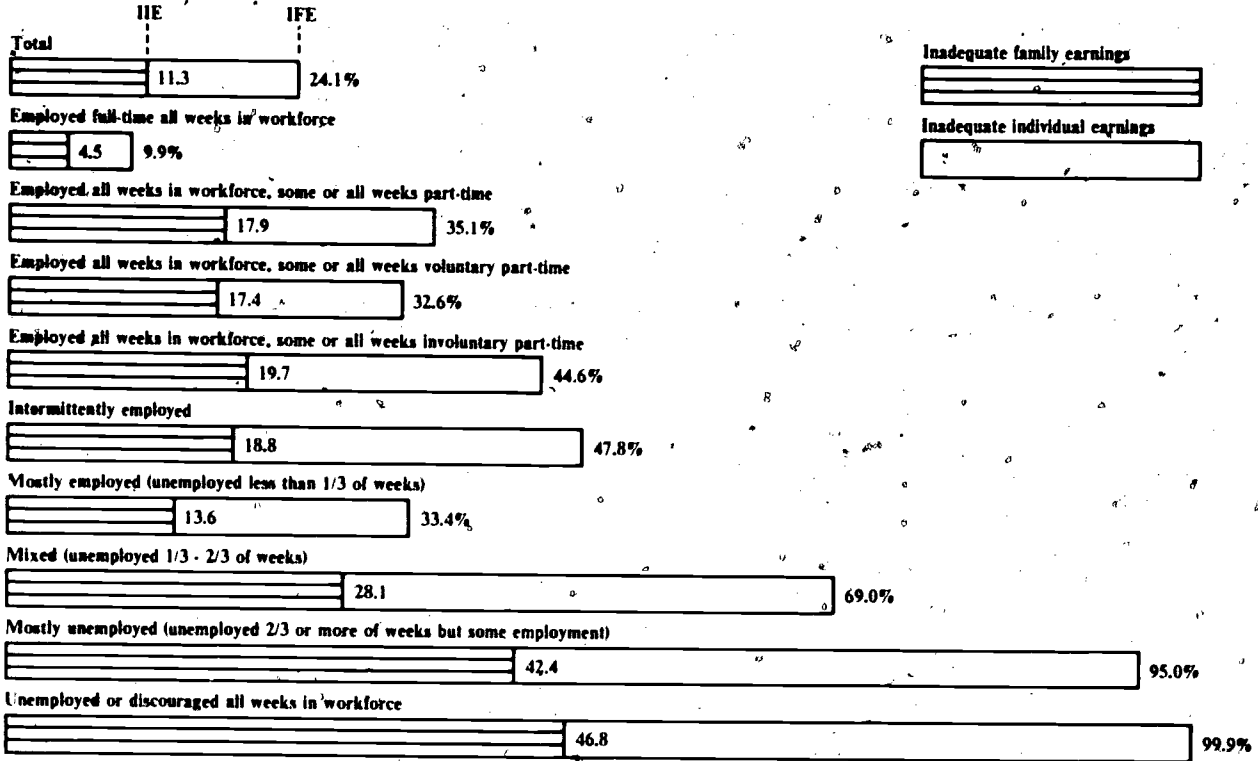 IIE IFE
Total
11.3 24.1%
Employed full-time all weeks in workforce
4.5 9.9%
Employed all weeks in workforce, some or all weeks part-time
17.9 35.1%
Employed all weeks in workforce, some or all weeks voluntary part-time
17.4 32.6%
Employed all weeks in workforce, some or all weeks involuntary part-time
19.7 44.6%
Intermittently employed
18.8 47.8%
Mostly employed (unemployed less than 1/3 of weeks)
13.6 33.4%
Mixed (unemployed 1/3 - 2/3 of weeks)
28.1 69.0%
Mostly unemployed (unemployed 2/3 or more of weeks but some employment)
42.4 95.0%
Unemployed or discouraged all weeks in workforce
46.8 99.9%
Inadequate family earnings
Inadequate individual earnings